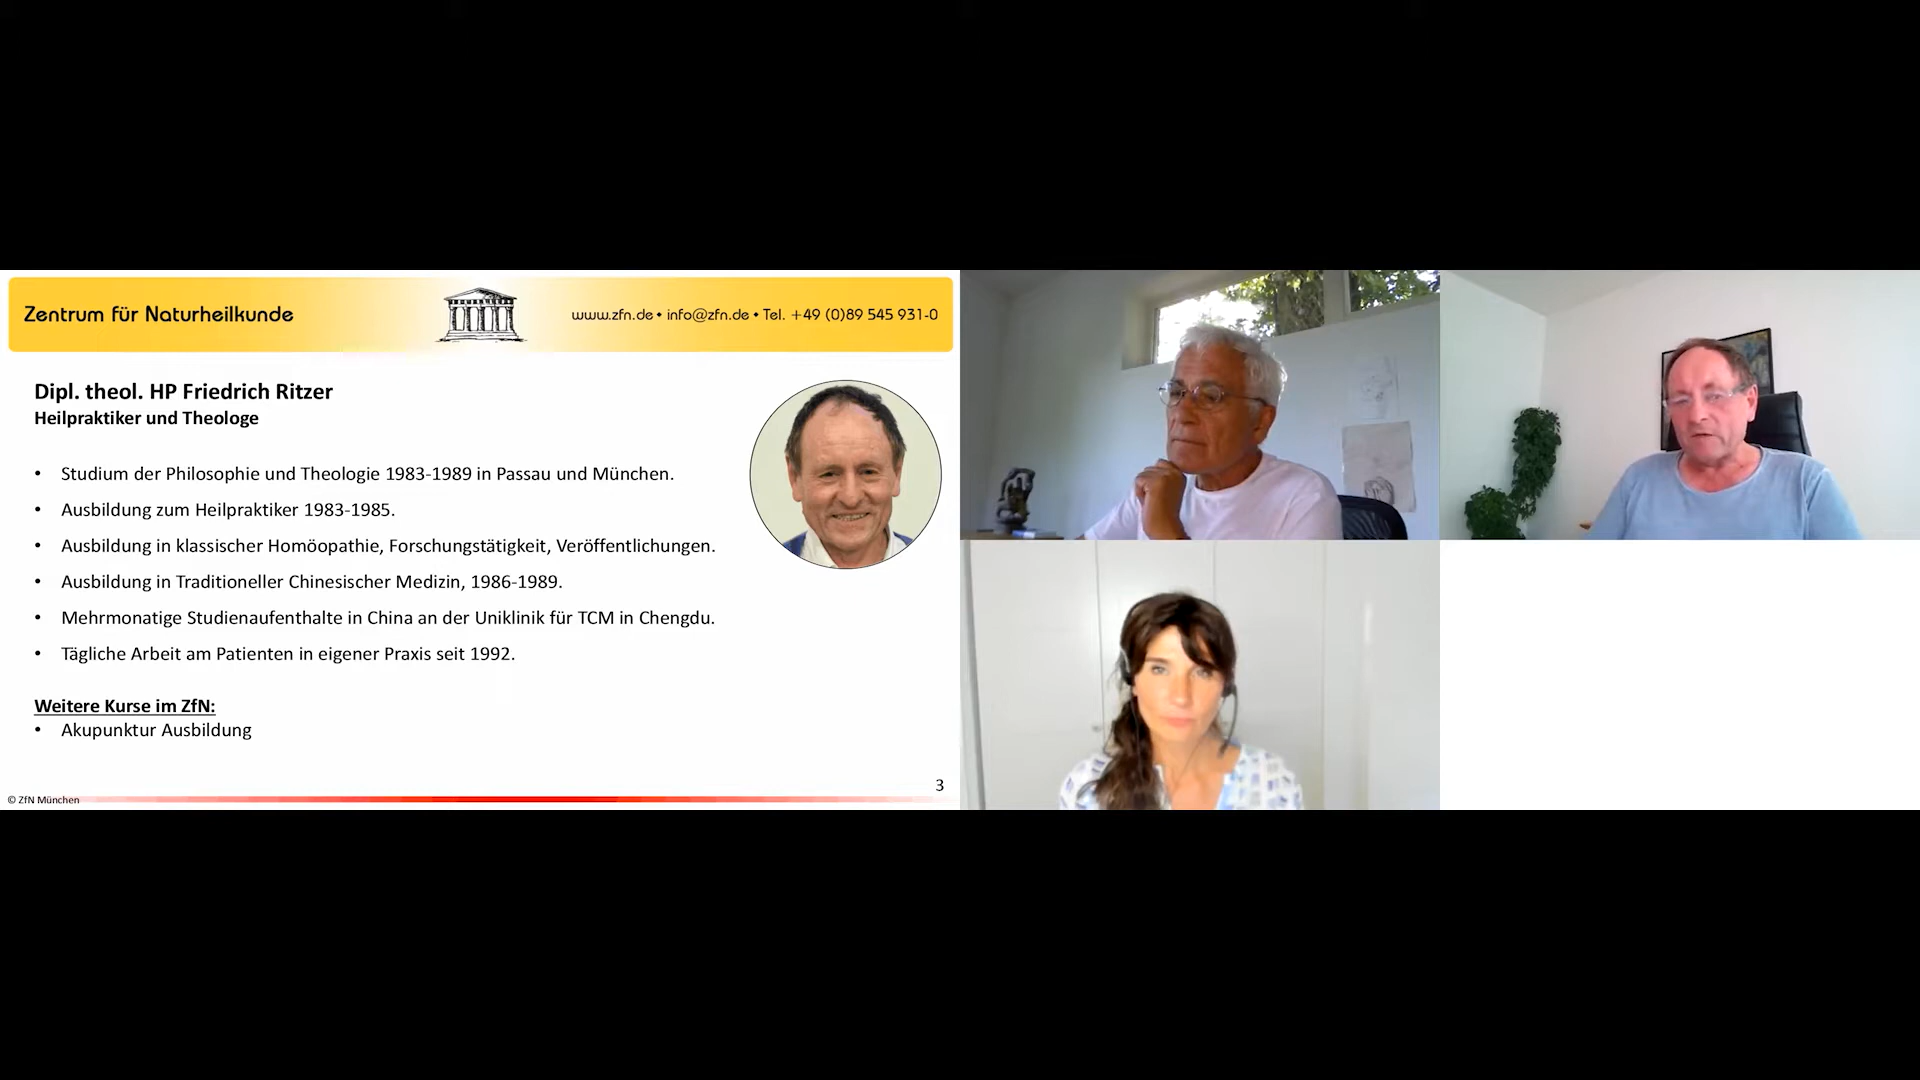 Zentrum für Naturheilkunde
www.zfn.de • info@zfn.de • Tel. +49 (0)89 545 931-0
Dipl. theol. HP Friedrich Ritzer
Heilpraktiker und Theologe
• Studium der Philosophie und Theologie 1983-1989 in Passau und München.
• Ausbildung zum Heilpraktiker 1983-1985.
• Ausbildung in klassischer Homöopathie, Forschungstätigkeit, Veröffentlichungen.
• Ausbildung in Traditioneller Chinesischer Medizin, 1986-1989.
• Mehrmonatige Studienaufenthalte in China an der Uniklinik für TCM in Chengdu.
• Tägliche Arbeit am Patienten in eigener Praxis seit 1992.
Weitere Kurse im ZfN:
• Akupunktur Ausbildung
3
© ZfN München